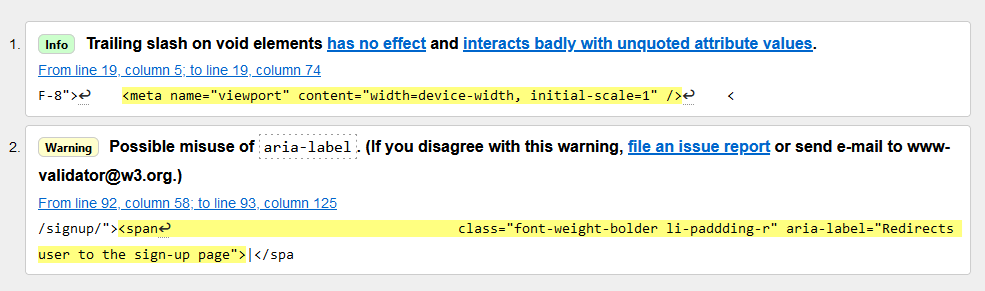 1. Info Trailing slash on void elements has no effect and interacts badly with unquoted attribute values.
From line 19, column 5; to line 19, column 74
F-8">↩    <meta name="viewport" content="width=device-width, initial-scale=1" />↩    <
2. Warning Possible misuse of aria-label. (If you disagree with this warning, file an issue report or send e-mail to www-
validator@w3.org.)
From line 92, column 58; to line 93, column 125
/signup/"><span↩                                    class="font-weight-bolder li-paddding-r" aria-label="Redirects
user to the sign-up page">|</spa